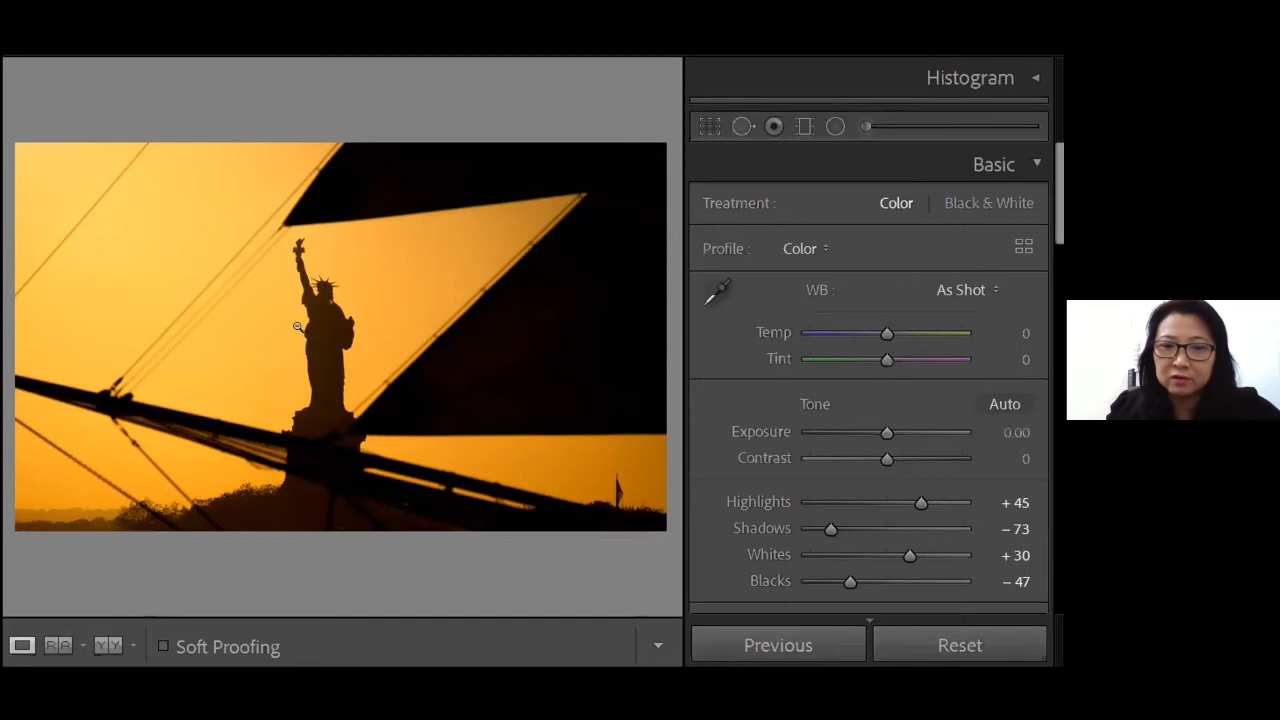 Histogram
Basic
Treatment : Color Black & White
Profile : Color
WB : As Shot
Temp 0
Tint 0
Tone Auto
Exposure 0.00
Contrast 0
Highlights + 45
Shadows – 73
Whites + 30
Blacks – 47
Previous Reset
R A Y Y Soft Proofing